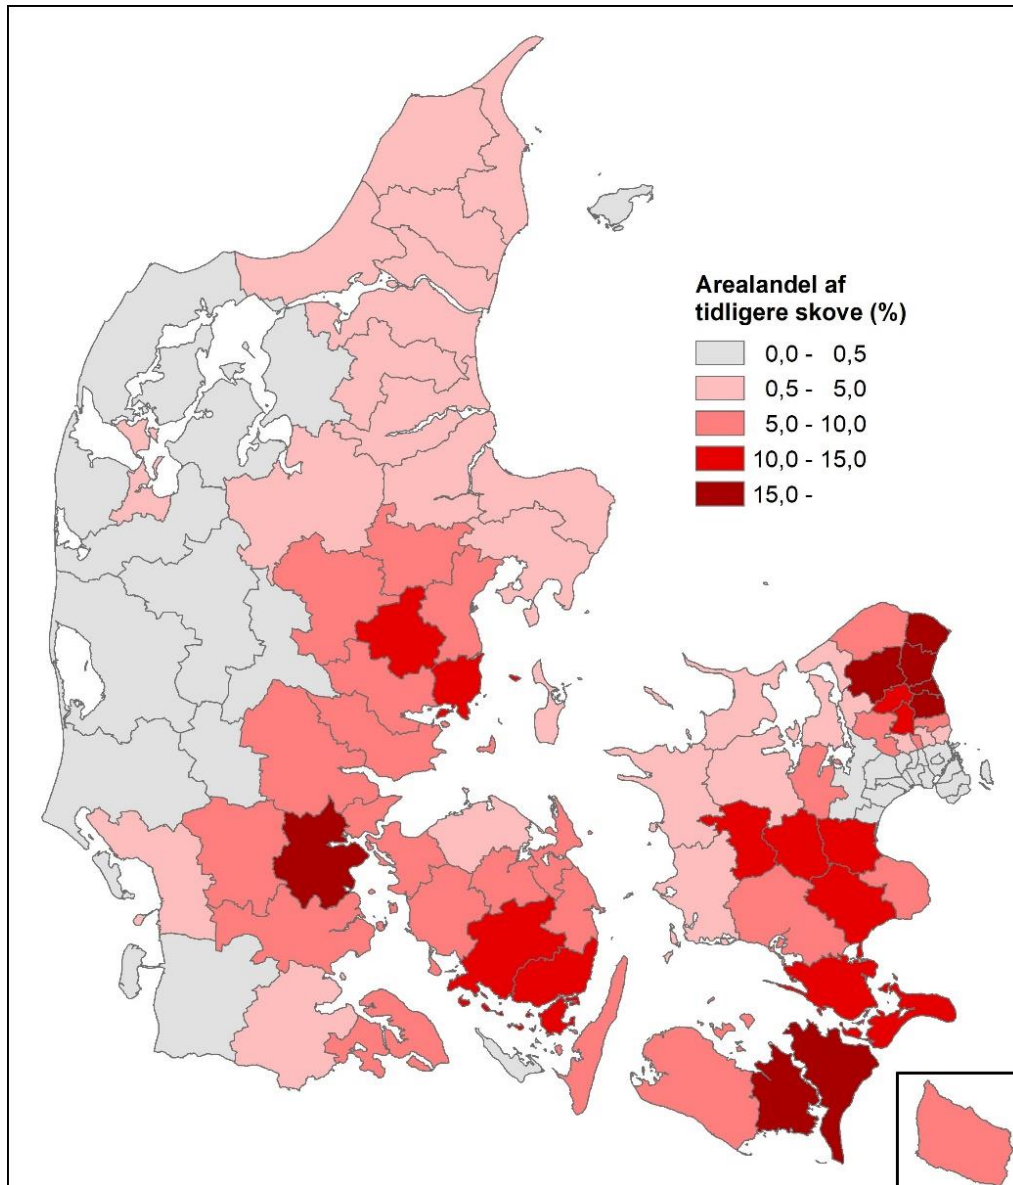 Arealandel af
tidligere skove (%)
0,0 - 0,5
0,5 - 5,0
5,0 - 10,0
10,0 - 15,0
15,0 -